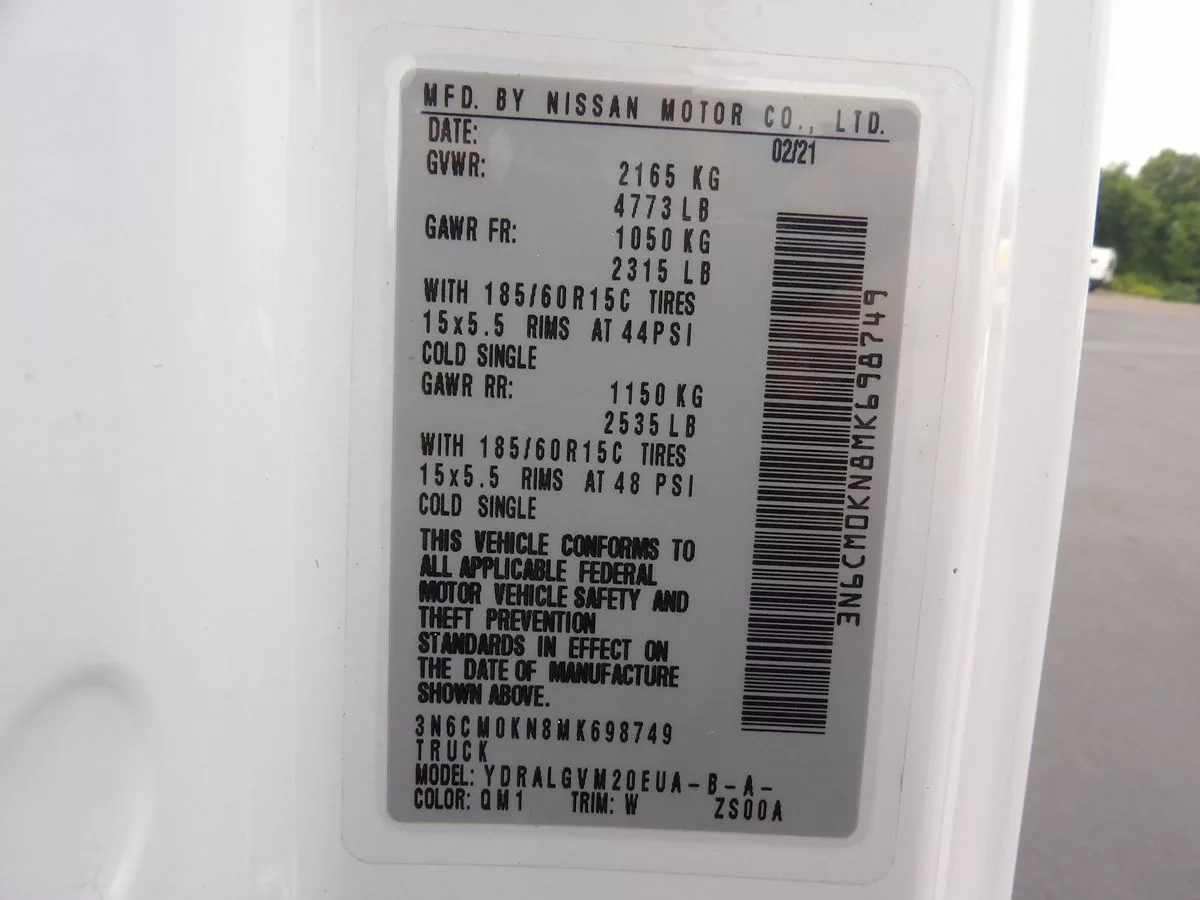 MFD. BY NISSAN MOTOR CO., LTD.
DATE: 02/21
GVWR: 2165 KG
4773 LB
GAWR FR: 1050 KG
2315 LB
WITH 185/60R15C TIRES
15x5.5 RIMS AT 44PSI
COLD SINGLE
GAWR RR: 1150 KG
2535 LB
WITH 185/60R15C TIRES
15x5.5 RIMS AT 48 PSI
COLD SINGLE
THIS VEHICLE CONFORMS TO
ALL APPLICABLE FEDERAL
MOTOR VEHICLE SAFETY AND
THEFT PREVENTION
STANDARDS IN EFFECT ON
THE DATE OF MANUFACTURE
SHOWN ABOVE.
3N6CM0KN8MK698749
TRUCK
MODEL: YDRALGVM20EUA-B-A-
COLOR: QM1 TRIM: W ZS00A
3N6CM0KN8MK698749